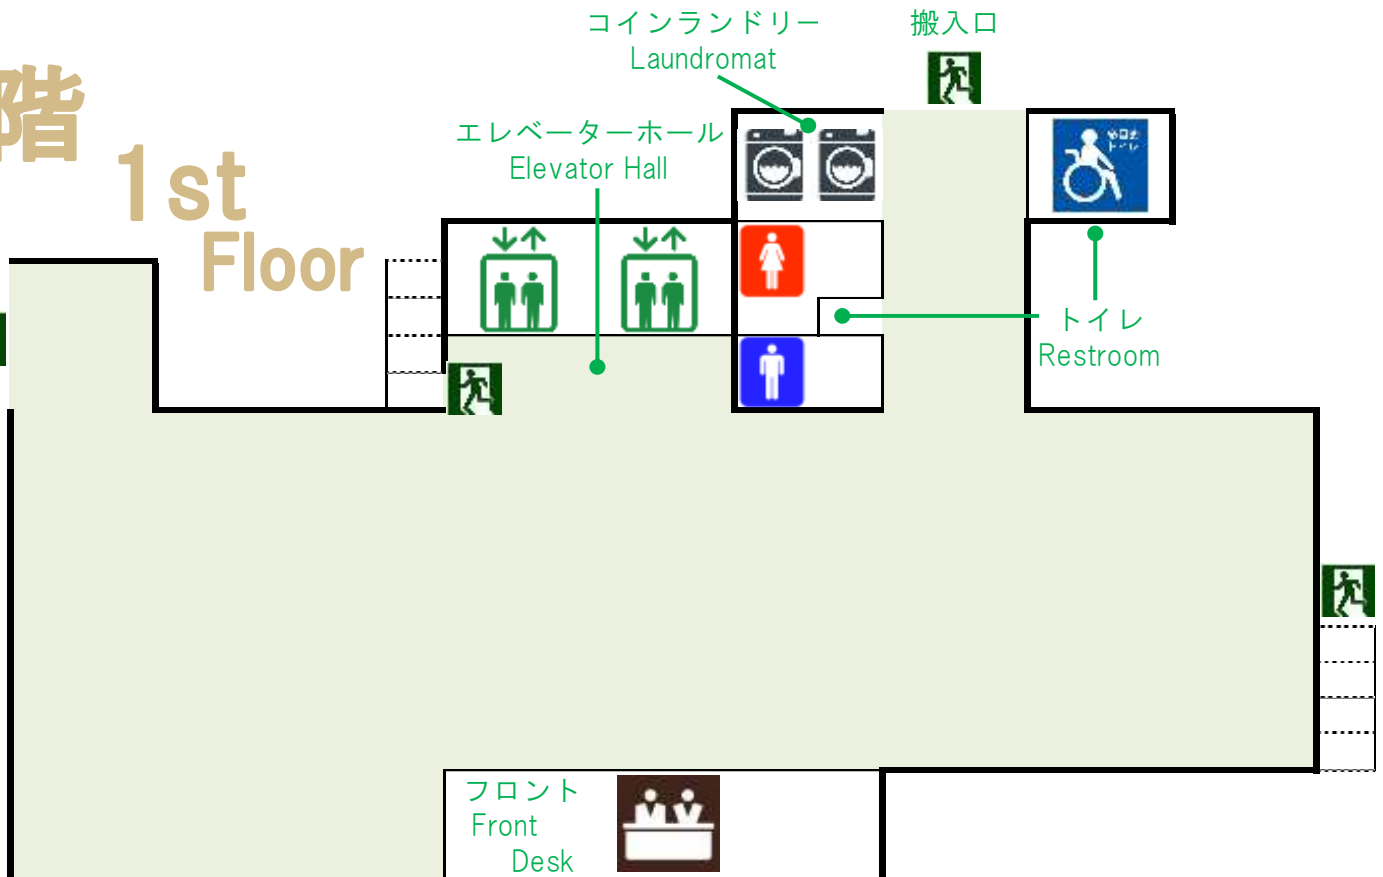 コインランドリー
Laundromat
搬入口
階
1st
Floor
エレベーターホール
Elevator Hall
トイレ
Restroom
フロント
Front
Desk